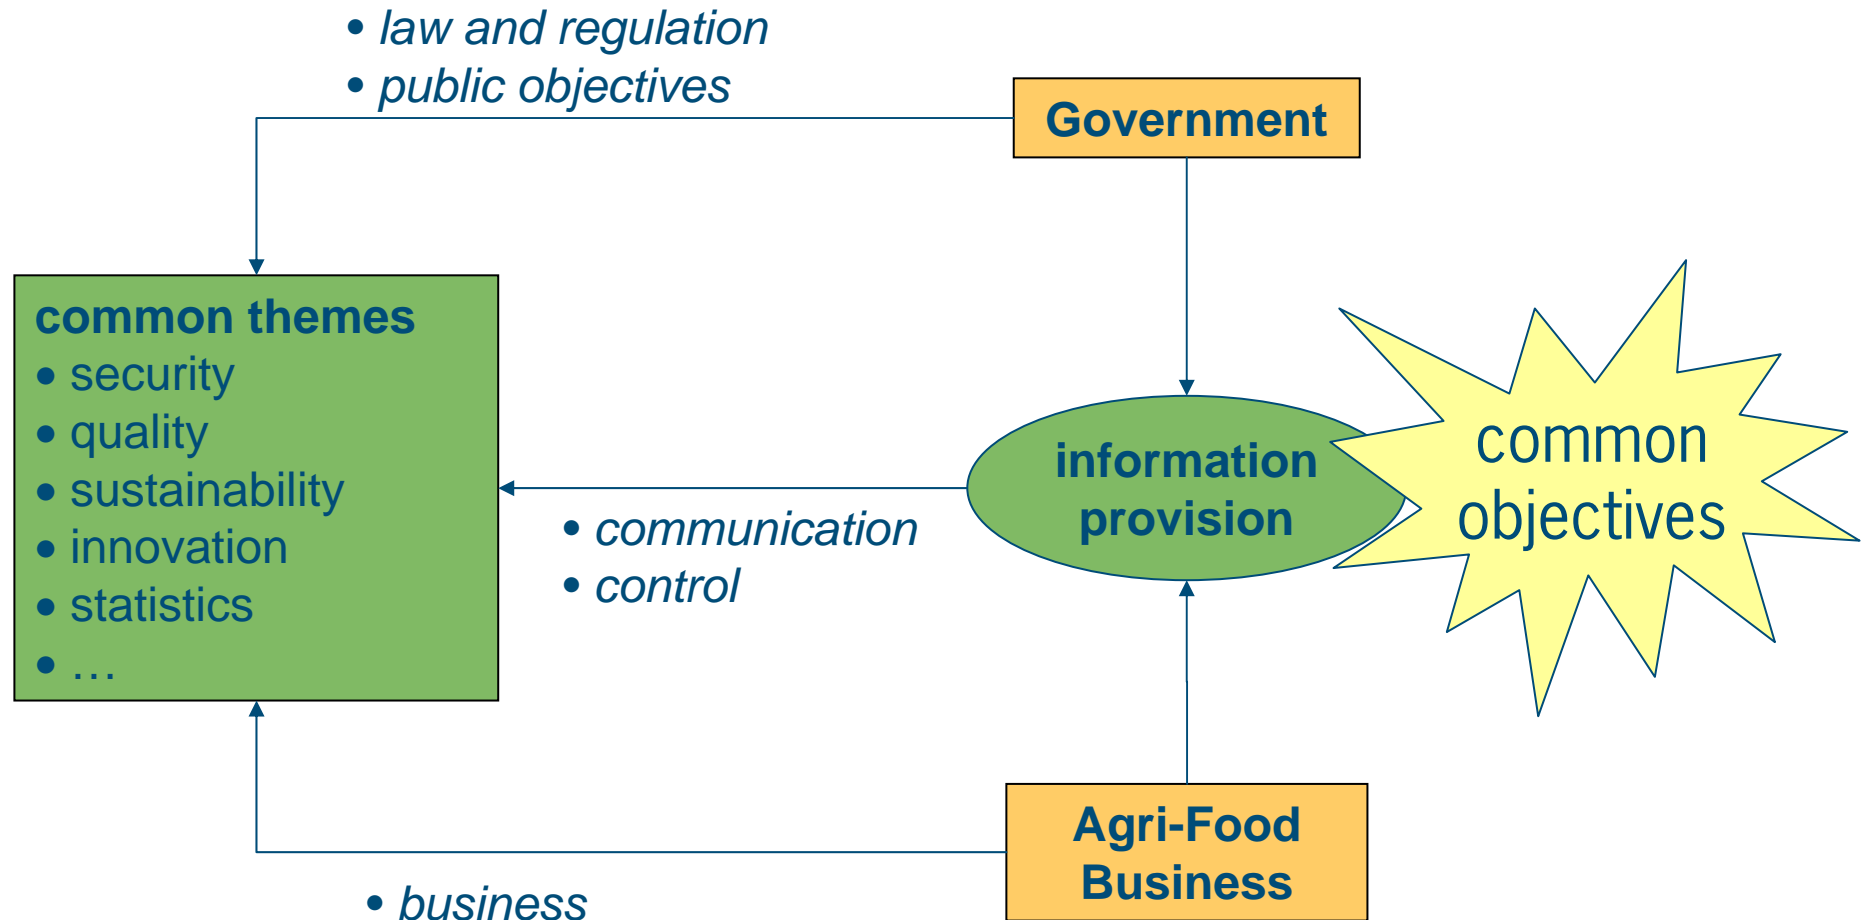 • law and regulation
• public objectives
Government
common themes
• security
• quality
• sustainability
• innovation
• statistics
• …
information
provision
common
objectives
• communication
• control
Agri-Food
Business
• business